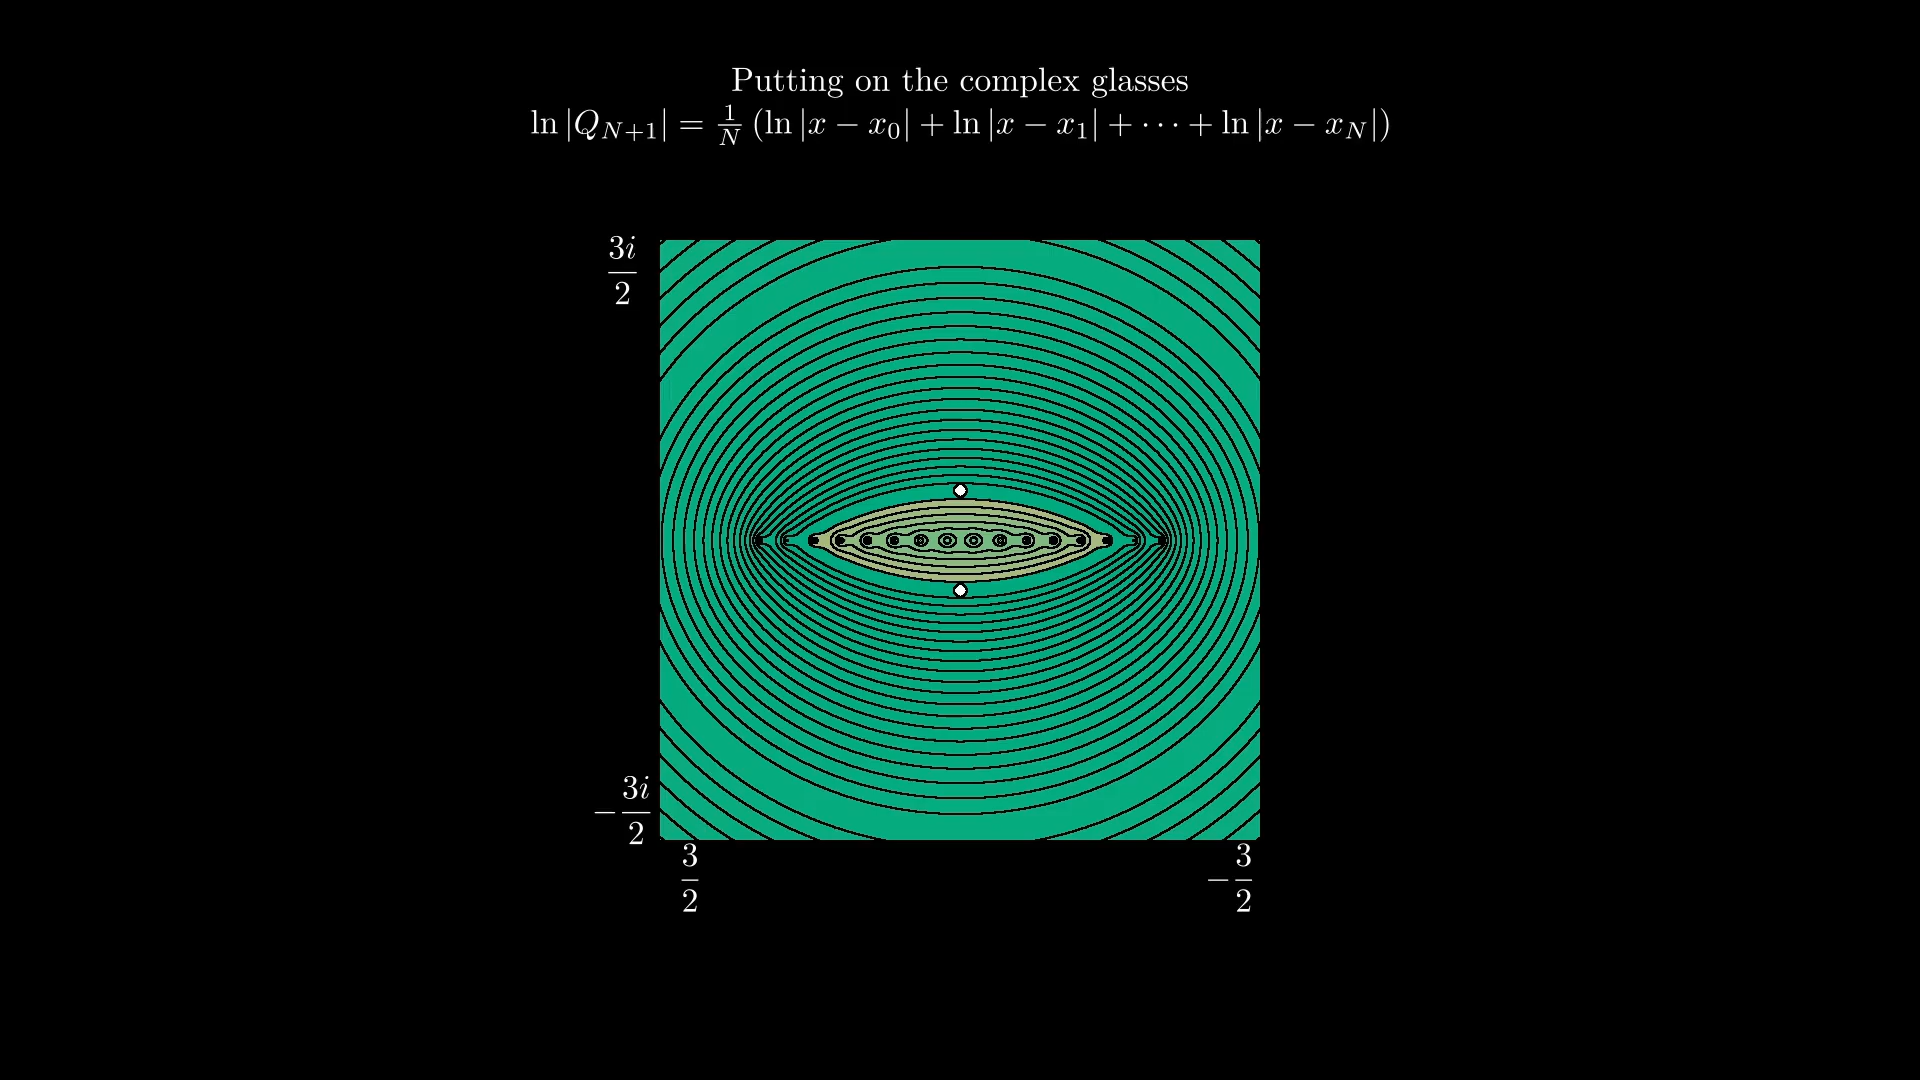 Putting on the complex glasses
ln |Q_{N+1}| = \frac{1}{N} (ln |x − x_0| + ln |x − x_1| + ⋯ + ln |x − x_N|)
\frac{3i}{2}
−\frac{3i}{2}
\frac{3}{2}
−\frac{3}{2}